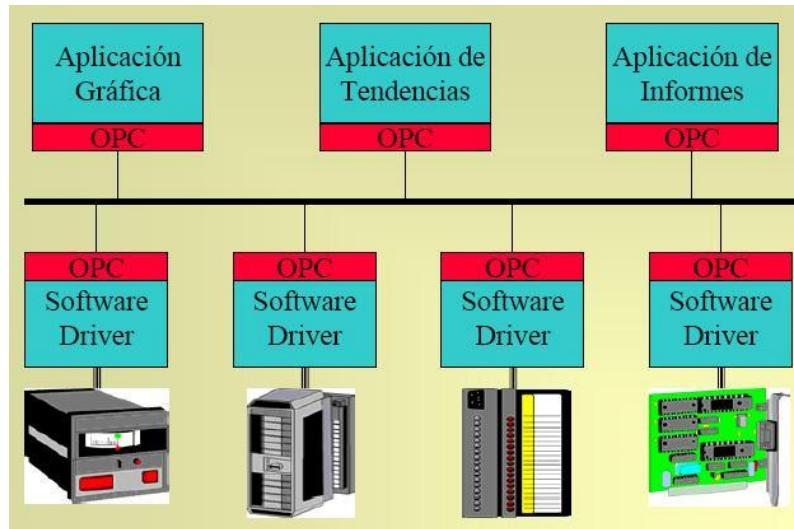 Aplicación
Gráfica
OPC
Aplicación de
Tendencias
OPC
Aplicación de
Informes
OPC
OPC
Software
Driver
OPC
Software
Driver
OPC
Software
Driver
OPC
Software
Driver